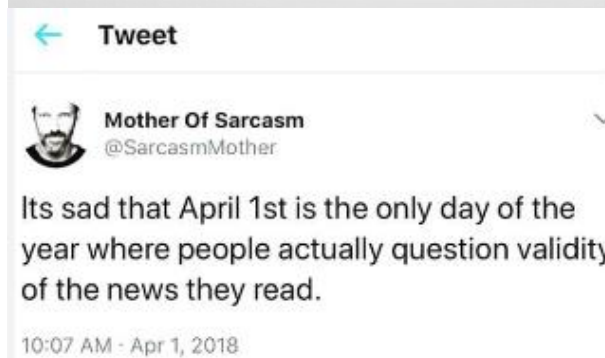 Tweet
Mother Of Sarcasm
@SarcasmMother
Its sad that April 1st is the only day of the
year where people actually question validity
of the news they read.
10:07 AM · Apr 1, 2018